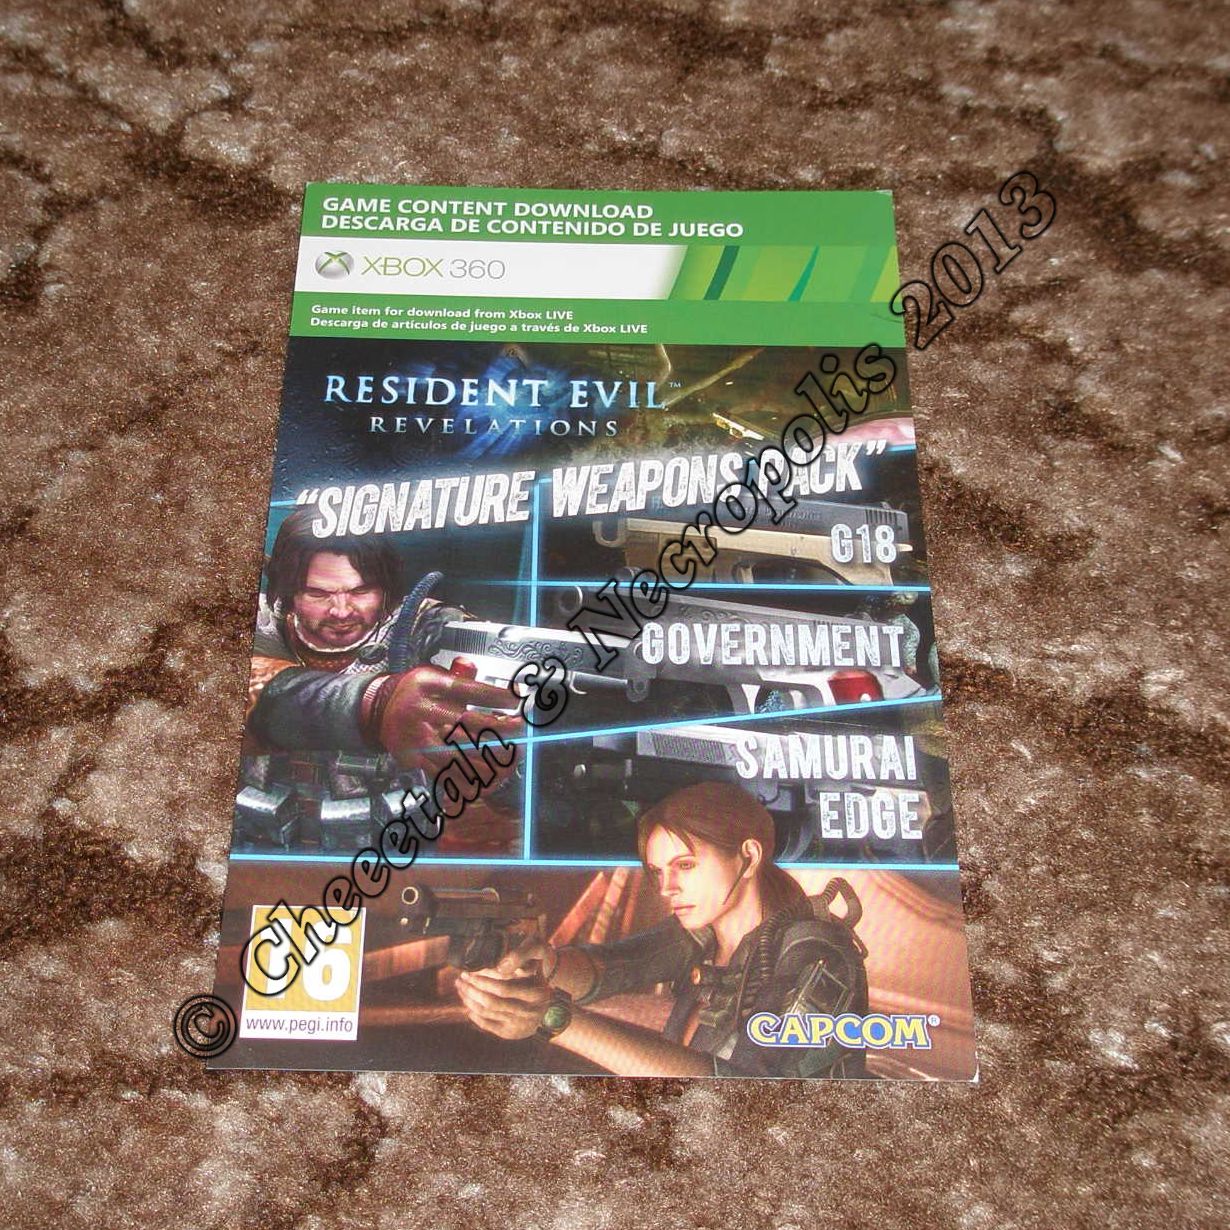 GAME CONTENT DOWNLOAD
DESCARGA DE CONTENIDO DE JUEGO
XBOX 360
Game item for download from Xbox LIVE
Descarga de artículos de juego a través de Xbox LIVE
RESIDENT EVIL™
REVELATIONS
"SIGNATURE WEAPONS PACK"
G18
GOVERNMENT
SAMURAI
EDGE
16
www.pegi.info
CAPCOM®
© Cheeetah & Necropolis 2013